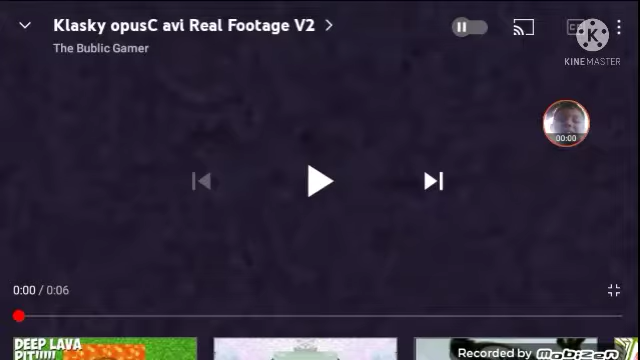 Klasky opusC avi Real Footage V2
The Bublic Gamer
K
KINEMASTER
00:00
0:00 / 0:06
DEEP LAVA
PIT!!!!!
Recorded by MOBIZEN